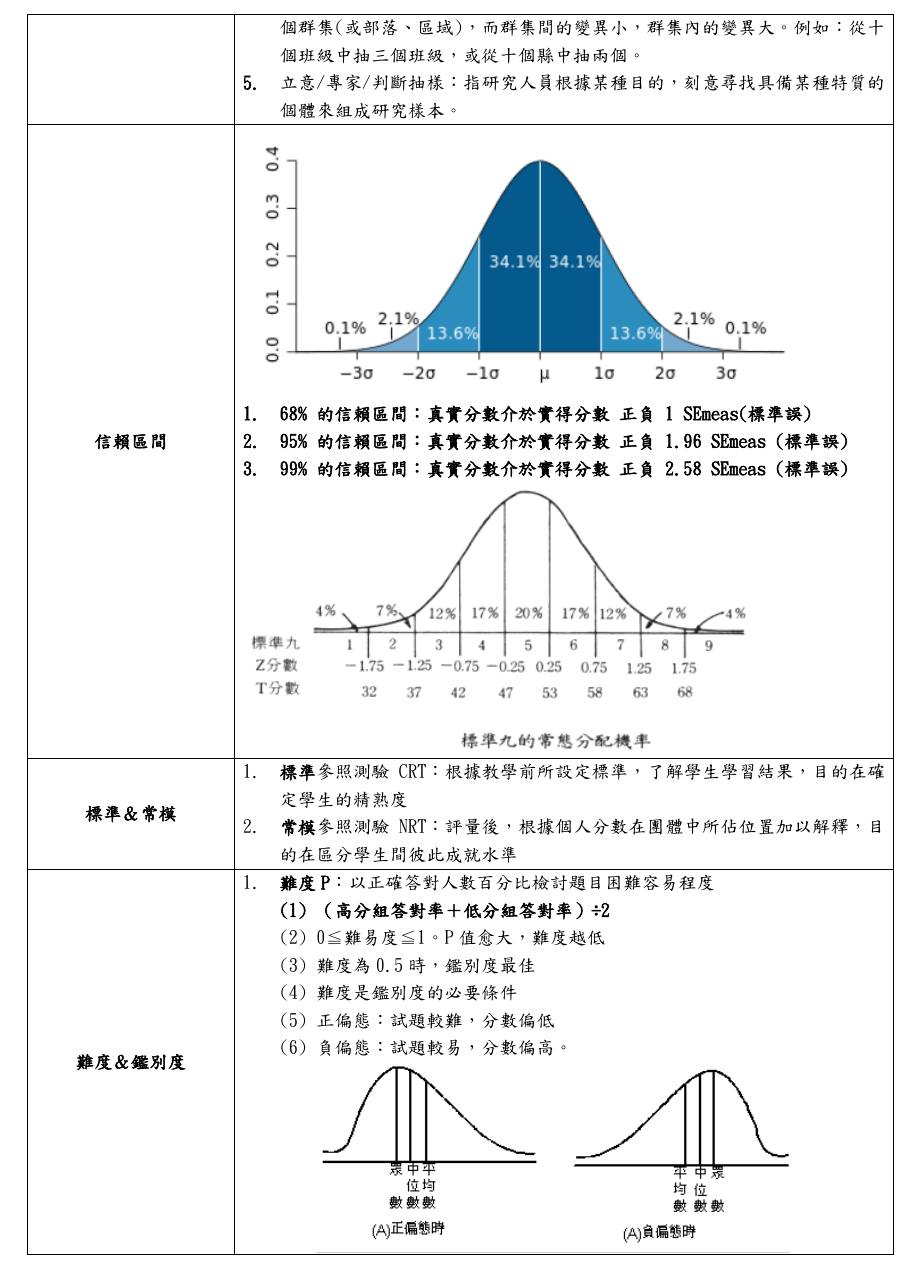 個群集(或部落、區域)，而群集間的變異小，群集內的變異大。例如：從十
個班級中抽三個班級，或從十個縣中抽兩個。
5. 立意/專家/判斷抽樣：指研究人員根據某種目的，刻意尋找具備某種特質的
個體來組成研究樣本。
信賴區間
0.4
0.3
0.2
0.1
0.0
34.1% 34.1%
0.1% 2.1% 13.6% 13.6% 2.1% 0.1%
−3σ −2σ −1σ μ 1σ 2σ 3σ
1. 68% 的信賴區間：真實分數介於實得分數 正負 1 SEmeas(標準誤)
2. 95% 的信賴區間：真實分數介於實得分數 正負 1.96 SEmeas (標準誤)
3. 99% 的信賴區間：真實分數介於實得分數 正負 2.58 SEmeas (標準誤)
4% 7% 12% 17% 20% 17% 12% 7% 4%
標準九 1 2 3 4 5 6 7 8 9
Z分數 −1.75 −1.25 −0.75 −0.25 0.25 0.75 1.25 1.75
T分數 32 37 42 47 53 58 63 68
標準九的常態分配機率
標準＆常模
1. 標準參照測驗 CRT：根據教學前所設定標準，了解學生學習結果，目的在確
定學生的精熟度
2. 常模參照測驗 NRT：評量後，根據個人分數在團體中所佔位置加以解釋，目
的在區分學生間彼此成就水準
難度＆鑑別度
1. 難度 P：以正確答對人數百分比檢討題目困難容易程度
(1) （高分組答對率＋低分組答對率）÷2
(2) 0≦難易度≦1。P 值愈大，難度越低
(3) 難度為 0.5 時，鑑別度最佳
(4) 難度是鑑別度的必要條件
(5) 正偏態：試題較難，分數偏低
(6) 負偏態：試題較易，分數偏高。
眾數 中位數 平均數
(A)正偏態時
平均數 中位數 眾數
(A)負偏態時